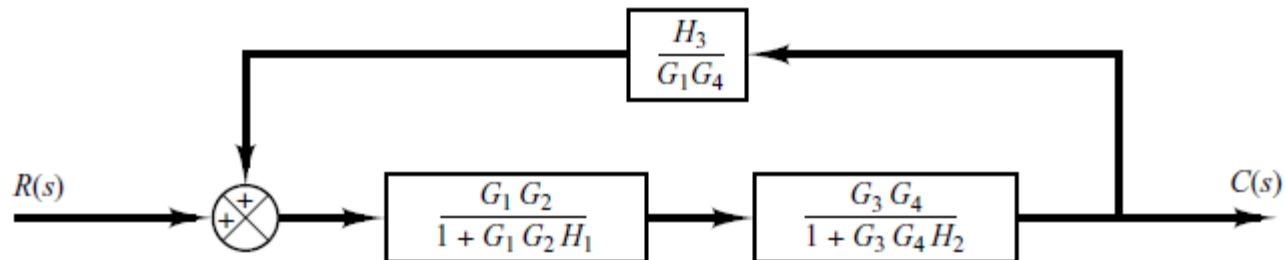 H₃
G₁G₄
R(s)
+
+
G₁ G₂
1 + G₁ G₂ H₁
G₃ G₄
1 + G₃ G₄ H₂
C(s)